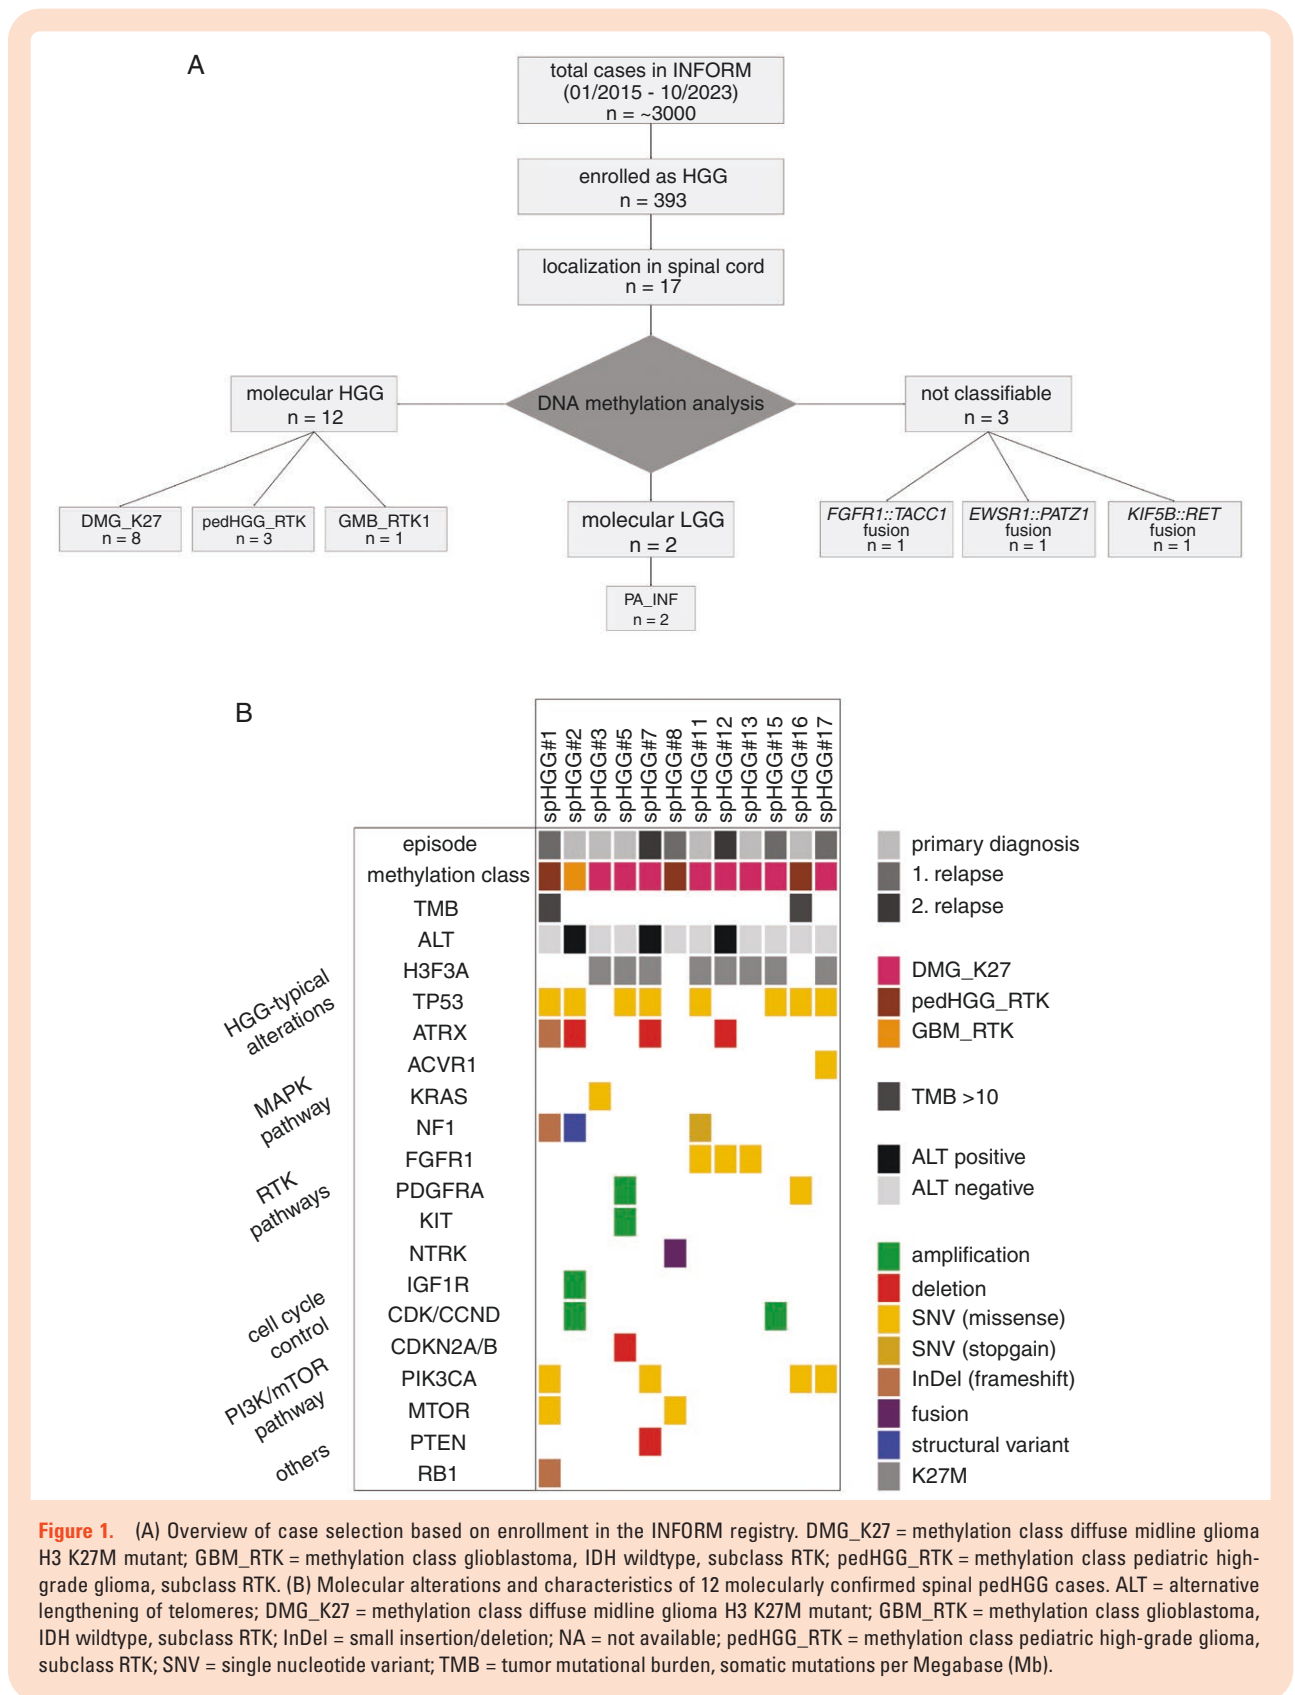 A
total cases in INFORM
(01/2015 - 10/2023)
n = ~3000
enrolled as HGG
n = 393
localization in spinal cord
n = 17
DNA methylation analysis
molecular HGG
n = 12
not classifiable
n = 3
DMG_K27
n = 8
pedHGG_RTK
n = 3
GMB_RTK1
n = 1
molecular LGG
n = 2
PA_INF
n = 2
FGFR1::TACC1
fusion
n = 1
EWSR1::PATZ1
fusion
n = 1
KIF5B::RET
fusion
n = 1
B
spHGG#1
spHGG#2
spHGG#3
spHGG#5
spHGG#7
spHGG#8
spHGG#11
spHGG#12
spHGG#13
spHGG#15
spHGG#16
spHGG#17
episode
methylation class
TMB
ALT
H3F3A
TP53
ATRX
ACVR1
KRAS
NF1
FGFR1
PDGFRA
KIT
NTRK
IGF1R
CDK/CCND
CDKN2A/B
PIK3CA
MTOR
PTEN
RB1
HGG-typical
alterations
MAPK
pathway
RTK
pathways
cell cycle
control
PI3K/mTOR
pathway
others
primary diagnosis
1. relapse
2. relapse
DMG_K27
pedHGG_RTK
GBM_RTK
TMB >10
ALT positive
ALT negative
amplification
deletion
SNV (missense)
SNV (stopgain)
InDel (frameshift)
fusion
structural variant
K27M
Figure 1. (A) Overview of case selection based on enrollment in the INFORM registry. DMG_K27 = methylation class diffuse midline glioma
H3 K27M mutant; GBM_RTK = methylation class glioblastoma, IDH wildtype, subclass RTK; pedHGG_RTK = methylation class pediatric high-
grade glioma, subclass RTK. (B) Molecular alterations and characteristics of 12 molecularly confirmed spinal pedHGG cases. ALT = alternative
lengthening of telomeres; DMG_K27 = methylation class diffuse midline glioma H3 K27M mutant; GBM_RTK = methylation class glioblastoma,
IDH wildtype, subclass RTK; InDel = small insertion/deletion; NA = not available; pedHGG_RTK = methylation class pediatric high-grade glioma,
subclass RTK; SNV = single nucleotide variant; TMB = tumor mutational burden, somatic mutations per Megabase (Mb).